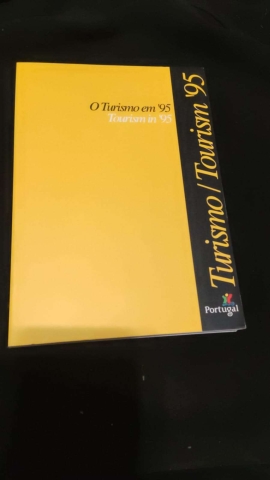 O Turismo em '95
Tourism in '95
Turismo / Tourism '95
Portugal